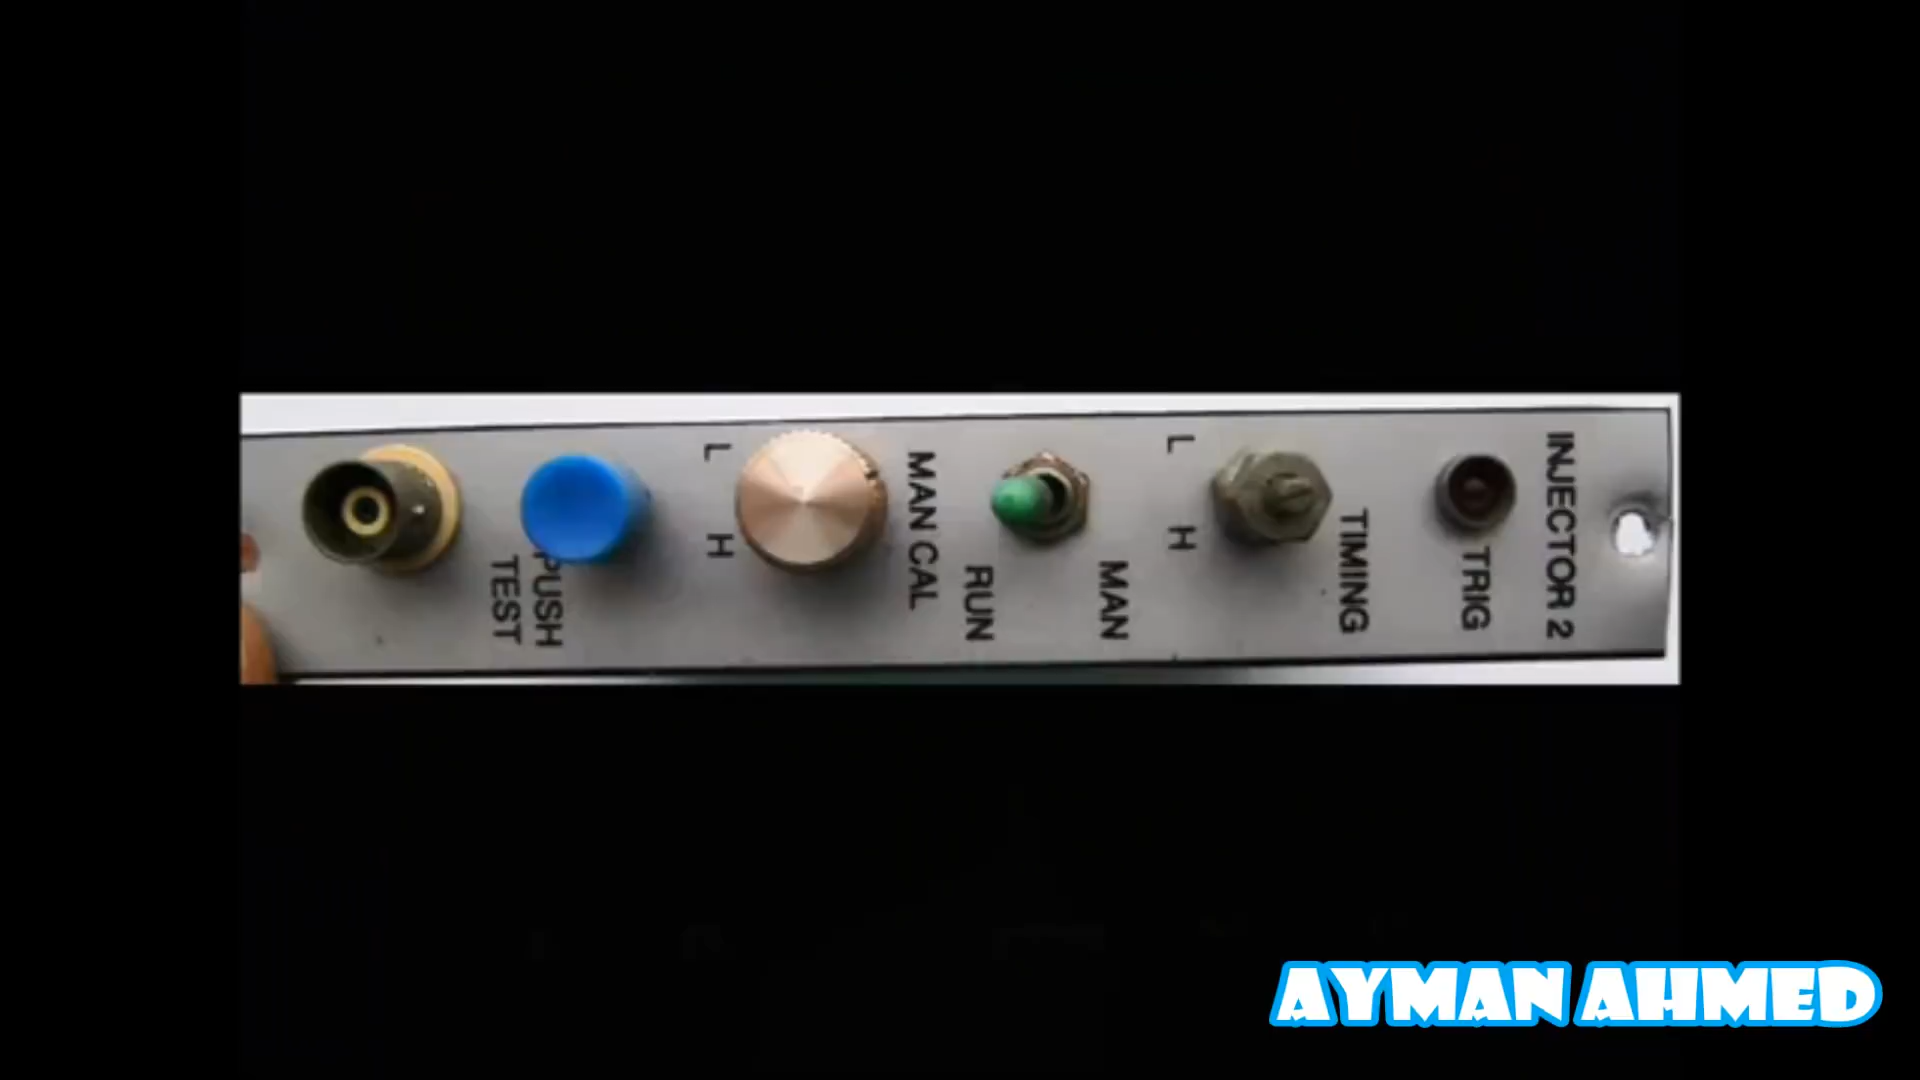 INJECTOR 2
TRIG
TIMING
L
H
MAN
RUN
MAN CAL
L
H
PUSH
TEST
AYMAN AHMED